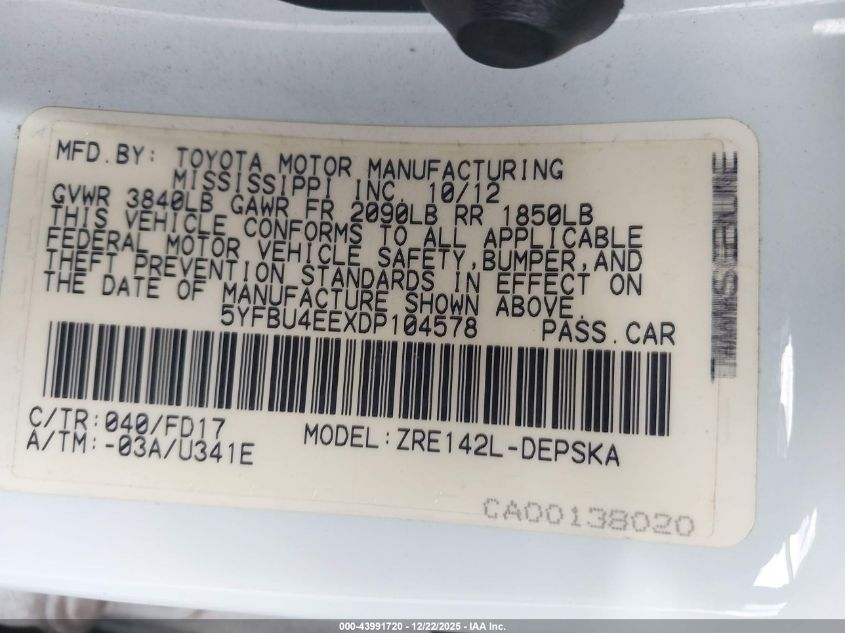 MFD.BY: TOYOTA MOTOR MANUFACTURING
MISSISSIPPI INC. 10/12
GVWR 3840LB GAWR FR 2090LB RR 1850LB
THIS VEHICLE CONFORMS TO ALL APPLICABLE
FEDERAL MOTOR VEHICLE SAFETY,BUMPER,AND
THEFT PREVENTION STANDARDS IN EFFECT ON
THE DATE OF MANUFACTURE SHOWN ABOVE.
5YFBU4EEXDP104578 PASS.CAR
C/TR:040/FD17
A/TM:-03A/U341E
MODEL:ZRE142L-DEPSKA
CA00138020
000-43991720 - 12/22/2025 - IAA Inc.